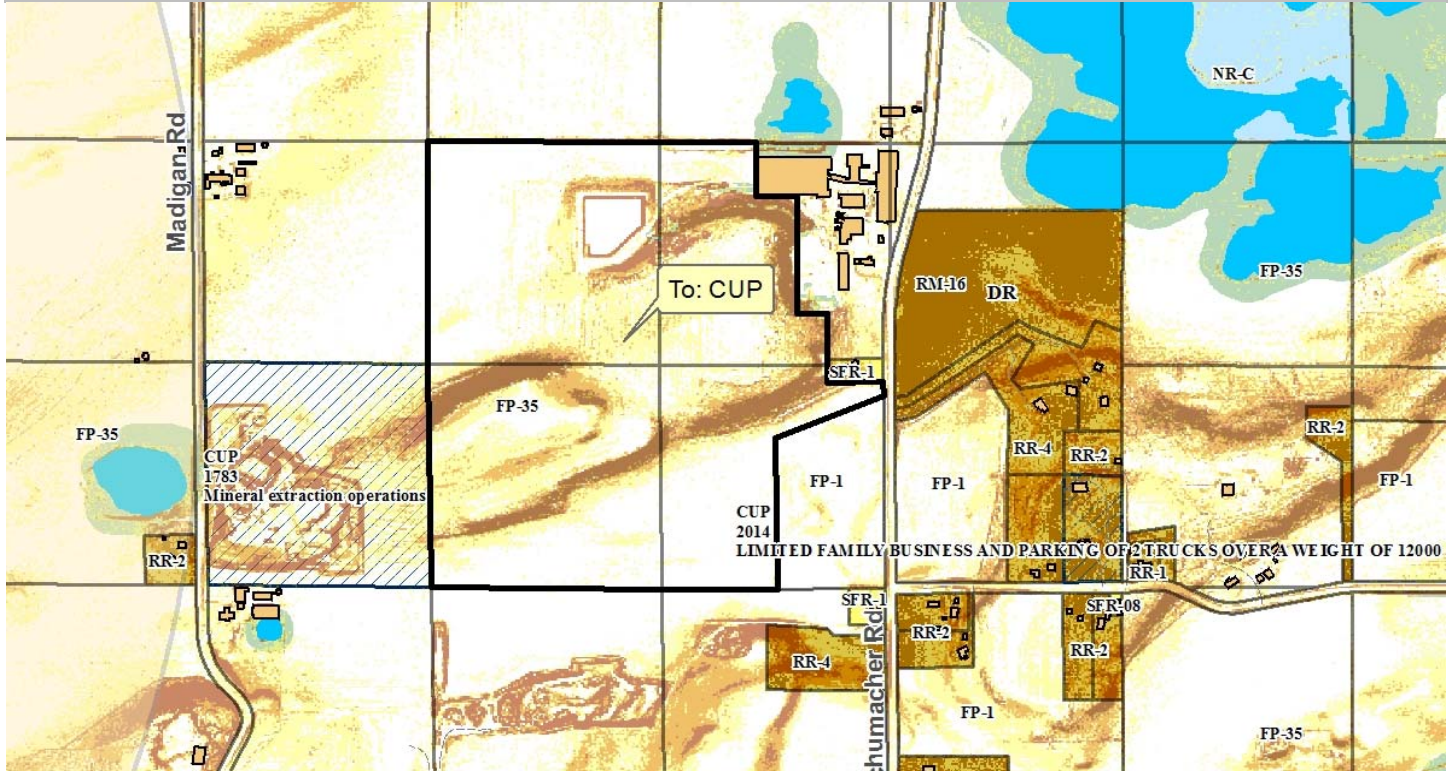 NR-C
Madigan Rd
FP-35
RM-16
DR
To: CUP
SFR-1
FP-35
FP-35
RR-2
CUP
1783
Mineral extraction operations
RR-4
RR-2
FP-1
FP-1
FP-1
CUP
2014
LIMITED FAMILY BUSINESS AND PARKING OF 2 TRUCKS OVER A WEIGHT OF 12000
RR-2
RR-1
SFR-1
SFR-08
RR-2
RR-2
RR-4
chumacher Rd
FP-1
FP-35